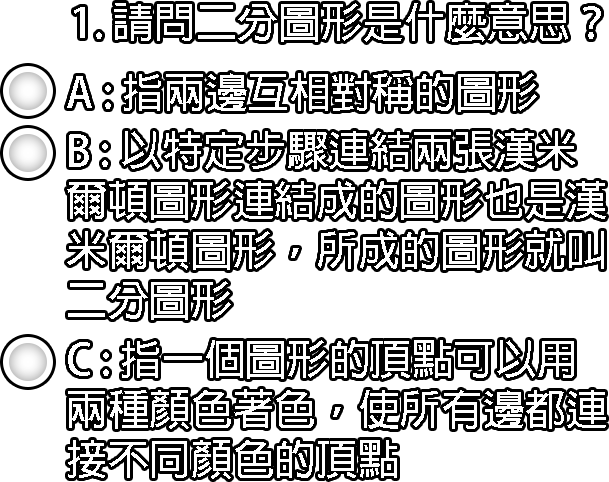 1.請問二分圖形是什麼意思？
A:指兩邊互相對稱的圖形
B:以特定步驟連結兩張漢米
爾頓圖形連結成的圖形也是漢
米爾頓圖形，所成的圖形就叫
二分圖形
C:指一個圖形的頂點可以用
兩種顏色著色，使所有邊都連
接不同顏色的頂點